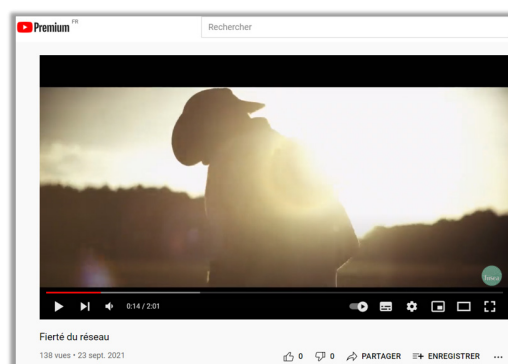 Premium FR
Rechercher
0:14 / 2:01
Fierté du réseau
138 vues • 23 sept. 2021
0 0 PARTAGER ENREGISTRER